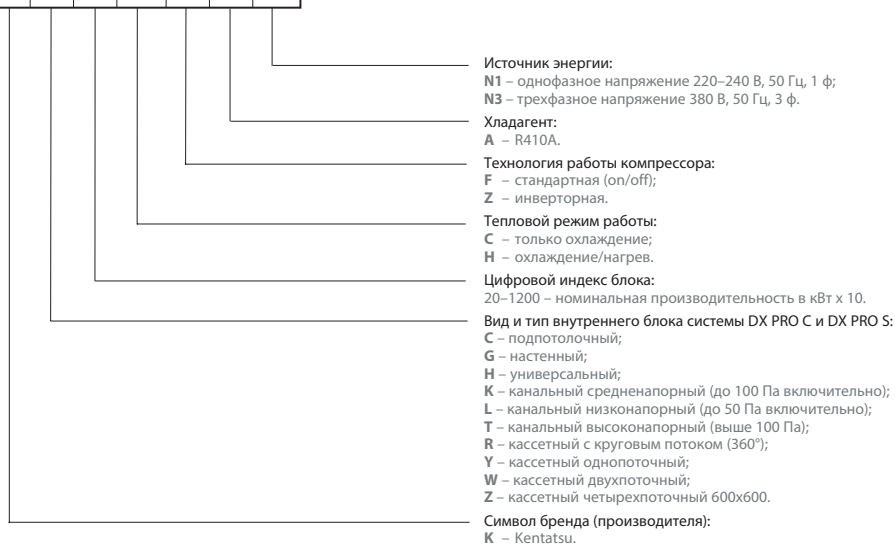 Источник энергии:
N1 – однофазное напряжение 220–240 В, 50 Гц, 1 ф;
N3 – трехфазное напряжение 380 В, 50 Гц, 3 ф.
Хладагент:
A – R410A.
Технология работы компрессора:
F – стандартная (on/off);
Z – инверторная.
Тепловой режим работы:
C – только охлаждение;
H – охлаждение/нагрев.
Цифровой индекс блока:
20–1200 – номинальная производительность в кВт x 10.
Вид и тип внутреннего блока системы DX PRO C и DX PRO S:
C – подпотолочный;
G – настенный;
H – универсальный;
K – канальный средненапорный (до 100 Па включительно);
L – канальный низконапорный (до 50 Па включительно);
T – канальный высоконапорный (выше 100 Па);
R – кассетный с круговым потоком (360°);
Y – кассетный однопоточный;
W – кассетный двухпоточный;
Z – кассетный четырехпоточный 600x600.
Символ бренда (производителя):
K – Kentatsu.